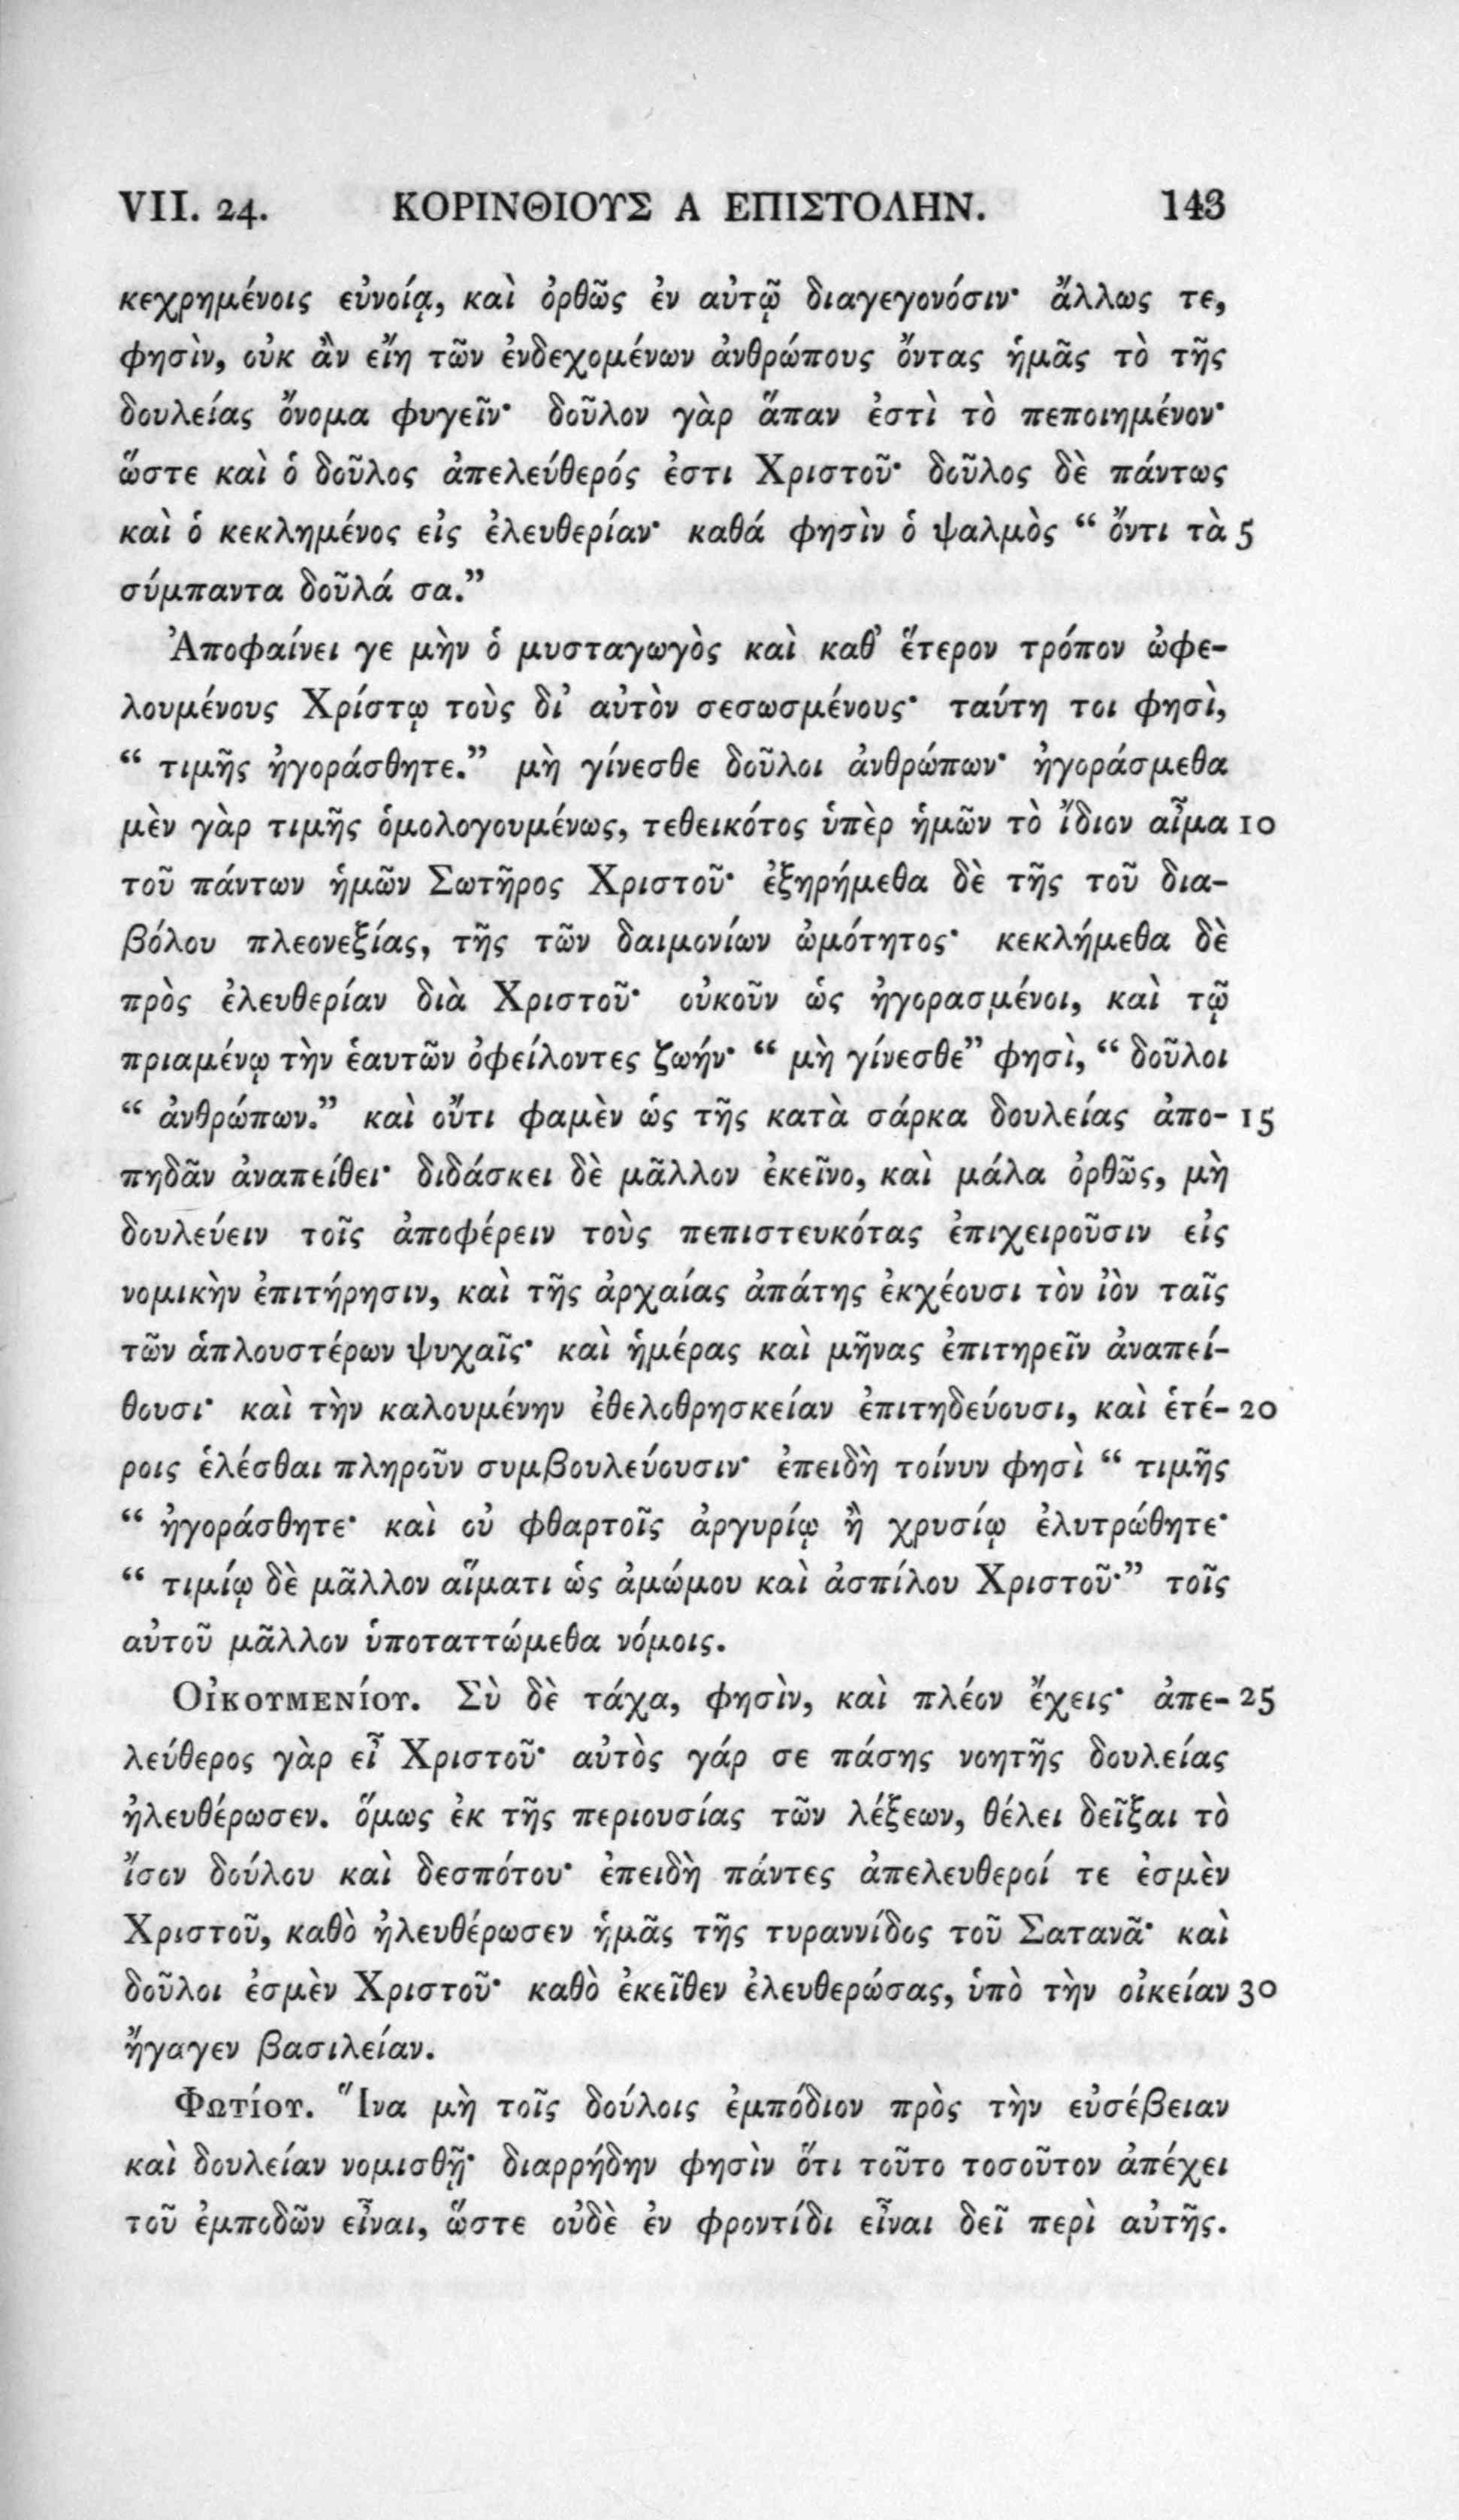 VII. 24. ΚΟΡΙΝΘΙΟΥΣ Α ΕΠΙΣΤΟΛΗΝ. 143
κεχρημένοις εὐνοίᾳ, καὶ ὀρθῶς ἐν αὐτῷ διαγεγονόσιν· ἄλλως τε,
φησὶν, οὐκ ἂν εἴη τῶν ἐνδεχομένων ἀνθρώπους ὄντας ἡμᾶς τὸ τῆς
δουλείας ὄνομα φυγεῖν· δοῦλον γὰρ ἅπαν ἐστὶ τὸ πεποιημένον·
ὥστε καὶ ὁ δοῦλος ἀπελεύθερός ἐστι Χριστοῦ· δοῦλος δὲ πάντως
καὶ ὁ κεκλημένος εἰς ἐλευθερίαν· καθά φησὶν ὁ ψαλμὸς “ ὄντι τὰ 5
σύμπαντα δοῦλά σα.”
Ἀποφαίνει γε μὴν ὁ μυσταγωγὸς καὶ καθ’ ἕτερον τρόπον ὠφε-
λουμένους Χρίστῳ τοὺς δι’ αὐτὸν σεσωσμένους· ταύτη τοι φησὶ,
“ τιμῆς ἠγοράσθητε.” μὴ γίνεσθε δοῦλοι ἀνθρώπων· ἠγοράσμεθα
μὲν γὰρ τιμῆς ὁμολογουμένως, τεθεικότος ὑπὲρ ἡμῶν τὸ ἴδιον αἷμα 10
τοῦ πάντων ἡμῶν Σωτῆρος Χριστοῦ· ἐξηρήμεθα δὲ τῆς τοῦ δια-
βόλου πλεονεξίας, τῆς τῶν δαιμονίων ὠμότητος· κεκλήμεθα δὲ
πρὸς ἐλευθερίαν διὰ Χριστοῦ· οὐκοῦν ὡς ἠγορασμένοι, καὶ τῷ
πριαμένῳ τὴν ἑαυτῶν ὀφείλοντες ζωήν· “ μὴ γίνεσθε” φησὶ, “ δοῦλοι
“ ἀνθρώπων.” καὶ οὔτι φαμὲν ὡς τῆς κατὰ σάρκα δουλείας ἀπο- 15
πηδᾶν ἀναπείθει· διδάσκει δὲ μᾶλλον ἐκεῖνο, καὶ μάλα ὀρθῶς, μὴ
δουλεύειν τοῖς ἀποφέρειν τοὺς πεπιστευκότας ἐπιχειροῦσιν εἰς
νομικὴν ἐπιτήρησιν, καὶ τῆς ἀρχαίας ἀπάτης ἐκχέουσι τὸν ἰὸν ταῖς
τῶν ἁπλουστέρων ψυχαῖς· καὶ ἡμέρας καὶ μῆνας ἐπιτηρεῖν ἀναπεί-
θουσι· καὶ τὴν καλουμένην ἐθελοθρησκείαν ἐπιτηδεύουσι, καὶ ἑτέ- 20
ροις ἑλέσθαι πληροῦν συμβουλεύουσιν· ἐπειδὴ τοίνυν φησὶ “ τιμῆς
“ ἠγοράσθητε· καὶ οὐ φθαρτοῖς ἀργυρίῳ ἢ χρυσίῳ ἐλυτρώθητε·
“ τιμίῳ δὲ μᾶλλον αἵματι ὡς ἀμώμου καὶ ἀσπίλου Χριστοῦ·” τοῖς
αὐτοῦ μᾶλλον ὑποταττώμεθα νόμοις.
Οἰκουμενίου. Σὺ δὲ τάχα, φησὶν, καὶ πλέον ἔχεις· ἀπε- 25
λεύθερος γὰρ εἶ Χριστοῦ· αὐτὸς γάρ σε πάσης νοητῆς δουλείας
ἠλευθέρωσεν. ὅμως ἐκ τῆς περιουσίας τῶν λέξεων, θέλει δεῖξαι τὸ
ἴσον δούλου καὶ δεσπότου· ἐπειδὴ πάντες ἀπελευθεροί τε ἐσμὲν
Χριστοῦ, καθὸ ἠλευθέρωσεν ἡμᾶς τῆς τυραννίδος τοῦ Σατανᾶ· καὶ
δοῦλοι ἐσμὲν Χριστοῦ· καθὸ ἐκεῖθεν ἐλευθερώσας, ὑπὸ τὴν οἰκείαν 30
ἤγαγεν βασιλείαν.
Φωτίου. Ἵνα μὴ τοῖς δούλοις ἐμπόδιον πρὸς τὴν εὐσέβειαν
καὶ δουλείαν νομισθῇ· διαρρήδην φησὶν ὅτι τοῦτο τοσοῦτον ἀπέχει
τοῦ ἐμποδῶν εἶναι, ὥστε οὐδὲ ἐν φροντίδι εἶναι δεῖ περὶ αὐτῆς.